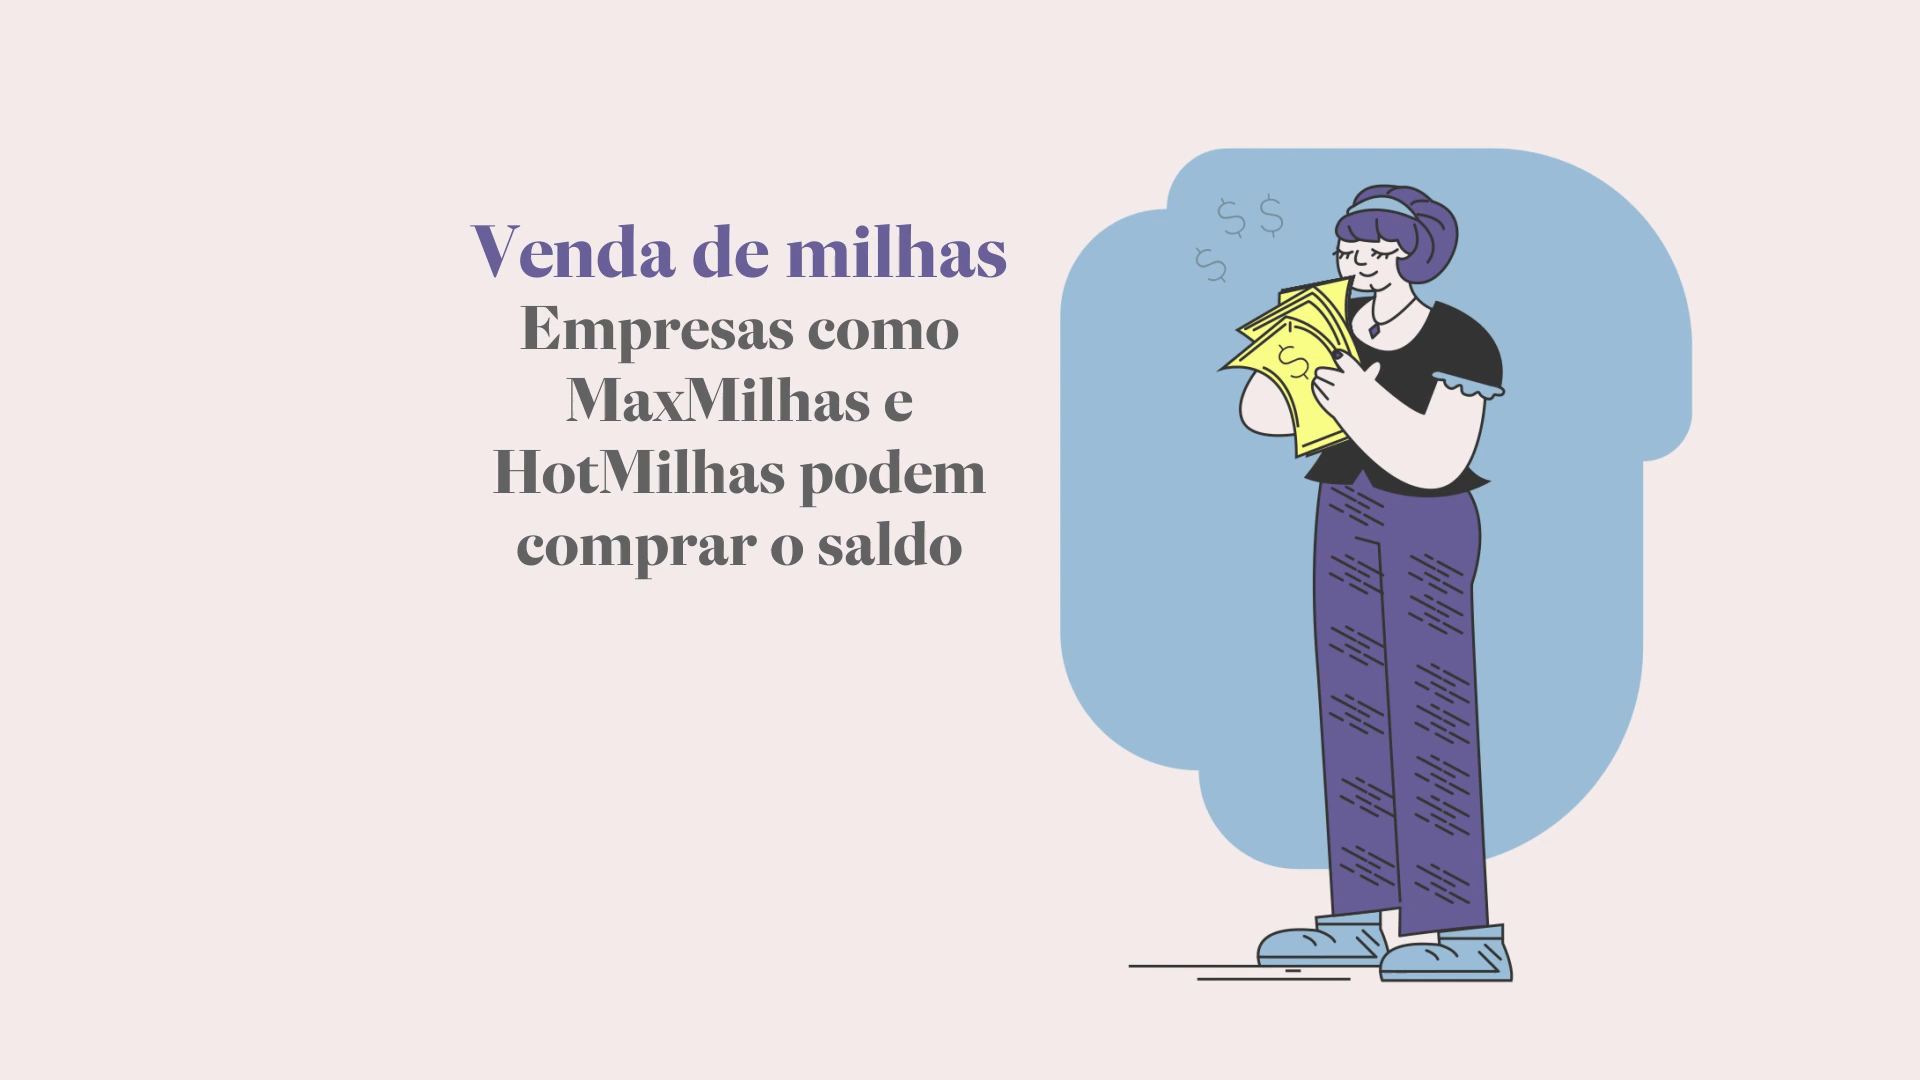 Venda de milhas
Empresas como
MaxMilhas e
HotMilhas podem
comprar o saldo
$ $
$
$